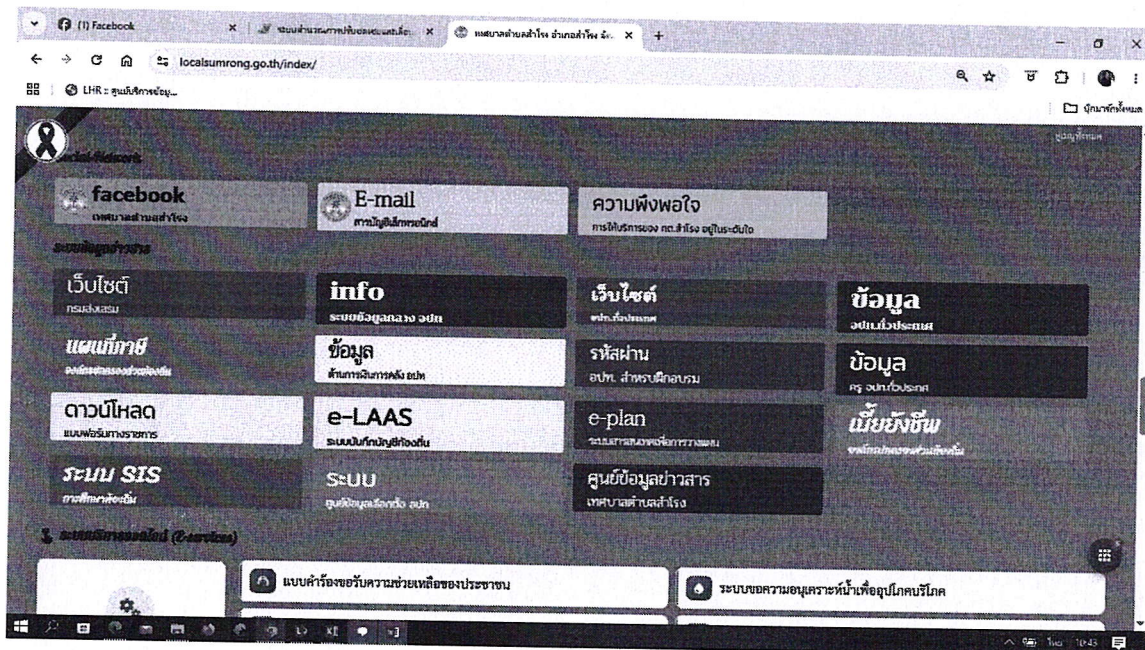 (1) Facebook
localsumrong.go.th/index/
facebook
เทศบาลตำบลสำโรง
E-mail
สารบัญอิเล็กทรอนิกส์
ความพึงพอใจ
การให้บริการของ ทต.สำโรง อยู่ในระดับใด
ระบบข้อมูลข่าวสาร
เว็บไซต์
กรมส่งเสริม
info
ระบบข้อมูลกลาง อปท
เว็บไซต์
อปท.ทั่วประเทศ
ข้อมูล
อปท.ทั่วประเทศ
แผนที่ภาษี
ข้อมูล
ด้านการเงินการคลัง อปท
รหัสผ่าน
อปท. สำหรับฝึกอบรม
ข้อมูล
ครู อปท.ทั่วประเทศ
ดาวน์โหลด
แบบฟอร์มทางราชการ
e-LAAS
ระบบบันทึกบัญชีท้องถิ่น
e-plan
ระบบสารสนเทศเพื่อการวางแผน
เบี้ยยังชีพ
ระบบ SIS
การศึกษาท้องถิ่น
ระบบ
ศูนย์ข้อมูลเลือกตั้ง อปท
ศูนย์ข้อมูลข่าวสาร
เทศบาลตำบลสำโรง
แบบคำร้องขอรับความช่วยเหลือของประชาชน
ระบบขอความอนุเคราะห์น้ำเพื่ออุปโภคบริโภค
10:43